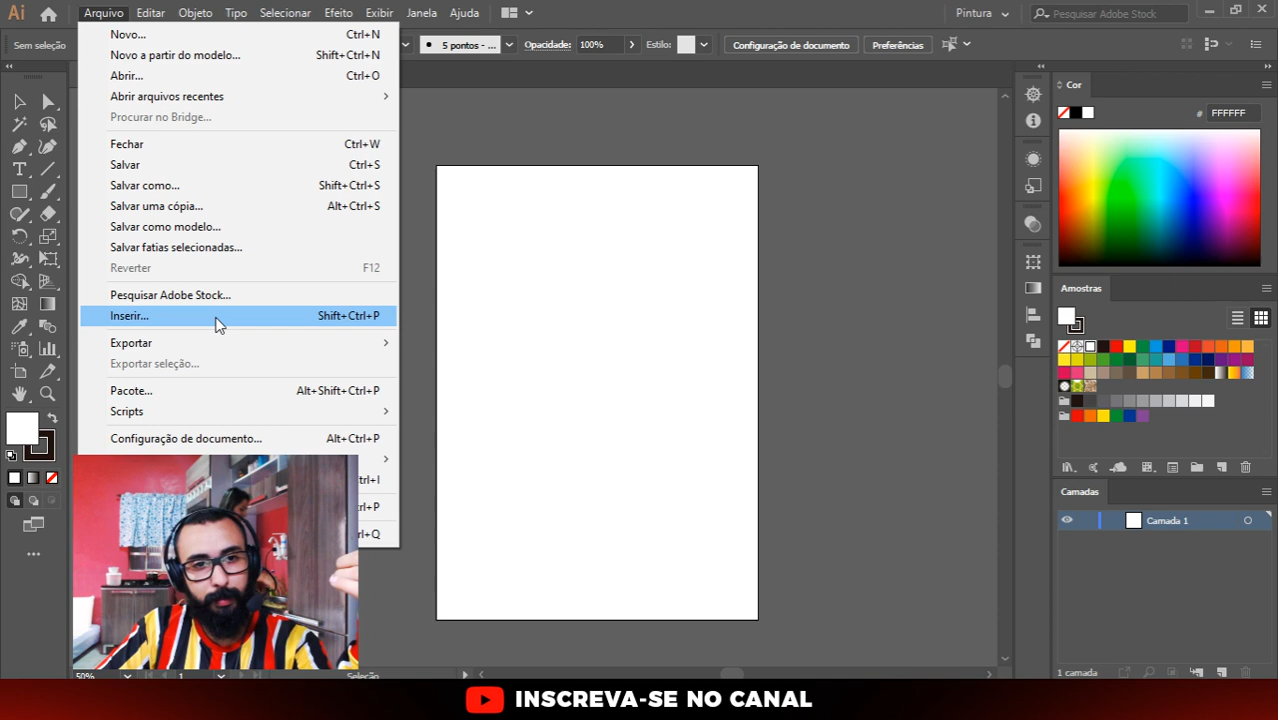 Ai Arquivo Editar Objeto Tipo Selecionar Efeito Exibir Janela Ajuda Pintura Pesquisar Adobe Stock
Sem seleção 5 pontos - ... Opacidade: 100% Estilo: Configuração de documento Preferências
Novo... Ctrl+N
Novo a partir do modelo... Shift+Ctrl+N
Abrir... Ctrl+O
Abrir arquivos recentes
Procurar no Bridge...
Fechar Ctrl+W
Salvar Ctrl+S
Salvar como... Shift+Ctrl+S
Salvar uma cópia... Alt+Ctrl+S
Salvar como modelo...
Salvar fatias selecionadas...
Reverter F12
Pesquisar Adobe Stock...
Inserir... Shift+Ctrl+P
Exportar
Exportar seleção...
Pacote... Alt+Shift+Ctrl+P
Scripts
Configuração de documento... Alt+Ctrl+P
l+I
l+P
rl+Q
Cor
# FFFFFF
Amostras
Camadas
Camada 1
1 camada
50% 1 Seleção
INSCREVA-SE NO CANAL